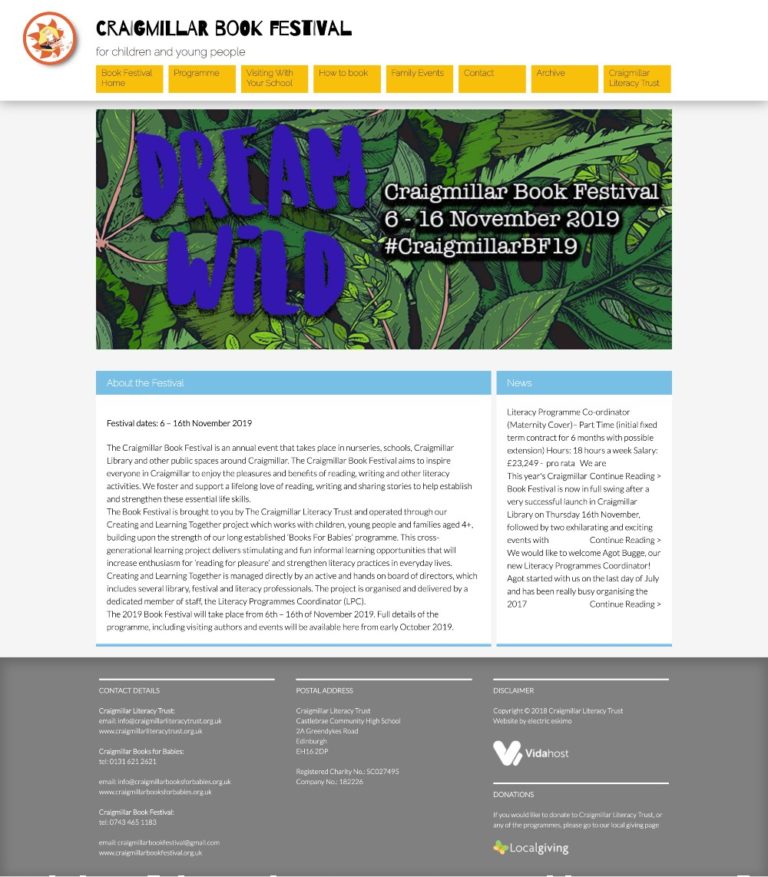 CRAIGMILLAR BOOK FESTIVAL
for children and young people
Book Festival Home
Programme
Visiting With Your School
How to book
Family Events
Contact
Archive
Craigmillar Literacy Trust
DREAM
WILD
Craigmillar Book Festival
6 - 16 November 2019
#CraigmillarBF19
About the Festival
Festival dates: 6 – 16th November 2019
The Craigmillar Book Festival is an annual event that takes place in nurseries, schools, Craigmillar
Library and other public spaces around Craigmillar. The Craigmillar Book Festival aims to inspire
everyone in Craigmillar to enjoy the pleasures and benefits of reading, writing and other literacy
activities. We foster and support a lifelong love of reading, writing and sharing stories to help establish
and strengthen these essential life skills.
The Book Festival is brought to you by The Craigmillar Literacy Trust and operated through our
Creating and Learning Together project which works with children, young people and families aged 4+,
building upon the strength of our long established ‘Books For Babies’ programme. This cross-
generational learning project delivers stimulating and fun informal learning opportunities that will
increase enthusiasm for ‘reading for pleasure’ and strengthen literacy practices in everyday lives.
Creating and Learning Together is managed directly by an active and hands on board of directors, which
includes several library, festival and literacy professionals. The project is organised and delivered by a
dedicated member of staff, the Literacy Programmes Coordinator (LPC).
The 2019 Book Festival will take place from 6th – 16th of November 2019. Full details of the
programme, including visiting authors and events will be available here from early October 2019.
News
Literacy Programme Co-ordinator
(Maternity Cover)– Part Time (initial fixed
term contract for 6 months with possible
extension) Hours: 18 hours a week Salary:
£23,249 - pro rata We are
This year's Craigmillar Continue Reading >
Book Festival is now in full swing after a
very successful launch in Craigmillar
Library on Thursday 16th November,
followed by two exhilarating and exciting
events with Continue Reading >
We would like to welcome Agot Bugge, our
new Literacy Programmes Coordinator!
Agot started with us on the last day of July
and has been really busy organising the
2017 Continue Reading >
CONTACT DETAILS
Craigmillar Literacy Trust:
email: info@craigmillarliteracytrust.org.uk
www.craigmillarliteracytrust.org.uk
Craigmillar Books for Babies:
tel: 0131 621 2621
email: info@craigmillarbooksforbabies.org.uk
www.craigmillarbooksforbabies.org.uk
Craigmillar Book Festival:
tel: 0743 465 1183
email: craigmillarbookfestival@gmail.com
www.craigmillarbookfestival.org.uk
POSTAL ADDRESS
Craigmillar Literacy Trust
Castlebrae Community High School
2A Greendykes Road
Edinburgh
EH16 2DP
Registered Charity No.: SC027495
Company No.: 182226
DISCLAIMER
Copyright © 2018 Craigmillar Literacy Trust
Website by electric eskimo
Vidahost
DONATIONS
If you would like to donate to Craigmillar Literacy Trust, or
any of the programmes, please go to our local giving page
Localgiving